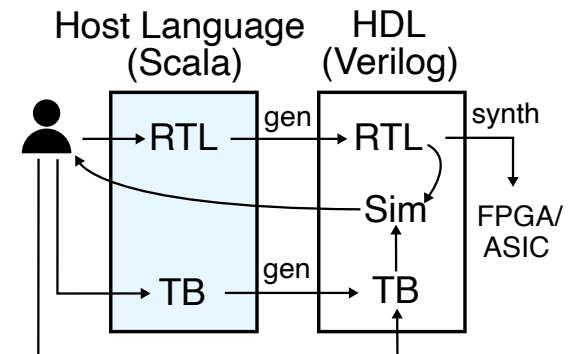 Host Language
(Scala)
HDL
(Verilog)
RTL
gen
RTL
synth
Sim
FPGA/
ASIC
TB
gen
TB